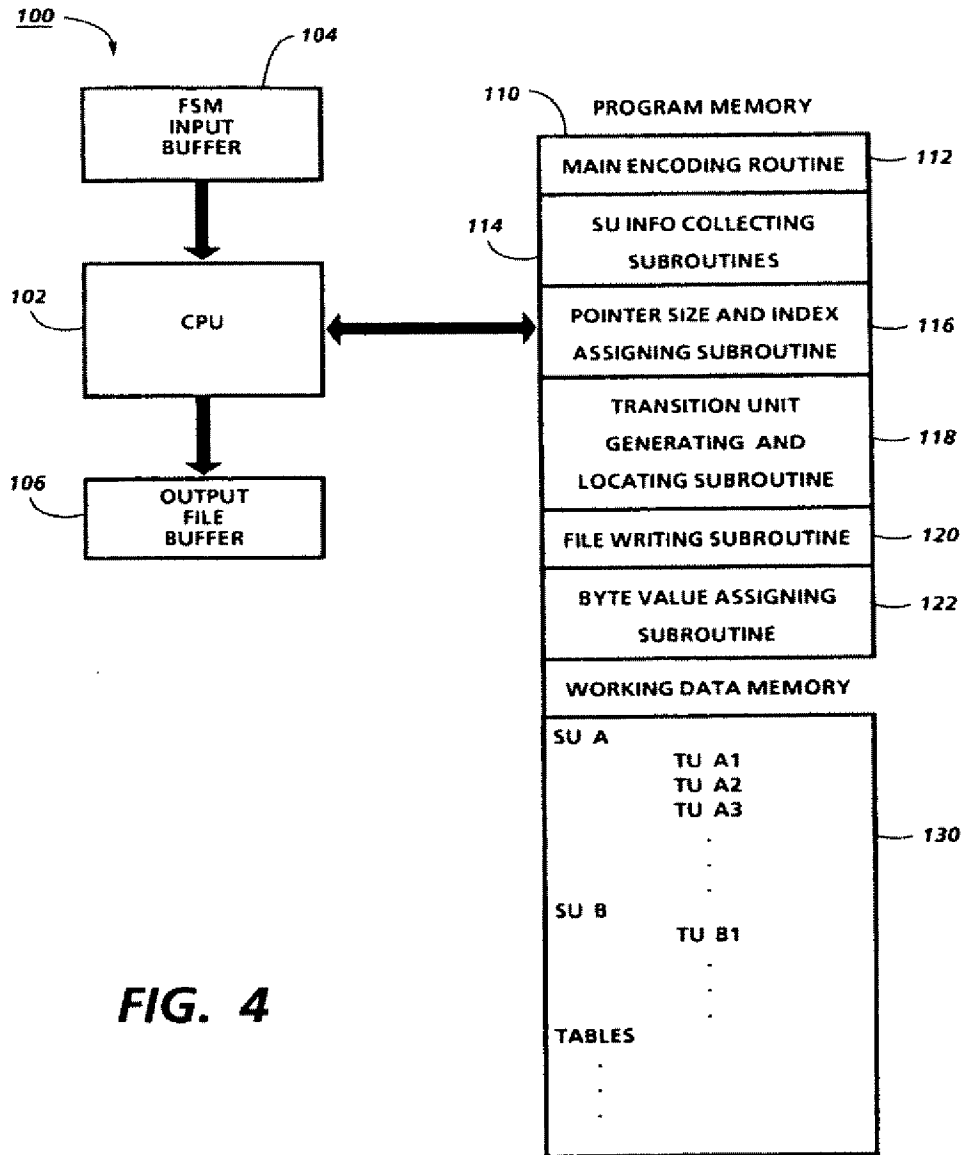 100
104
FSM
INPUT
BUFFER
102
CPU
106
OUTPUT
FILE
BUFFER
FIG. 4
110
PROGRAM MEMORY
MAIN ENCODING ROUTINE
112
114
SU INFO COLLECTING
SUBROUTINES
POINTER SIZE AND INDEX
ASSIGNING SUBROUTINE
116
TRANSITION UNIT
GENERATING AND
LOCATING SUBROUTINE
118
FILE WRITING SUBROUTINE
120
BYTE VALUE ASSIGNING
SUBROUTINE
122
WORKING DATA MEMORY
SU A
TU A1
TU A2
TU A3
.
.
.
130
SU B
TU B1
.
.
.
TABLES
.
.
.